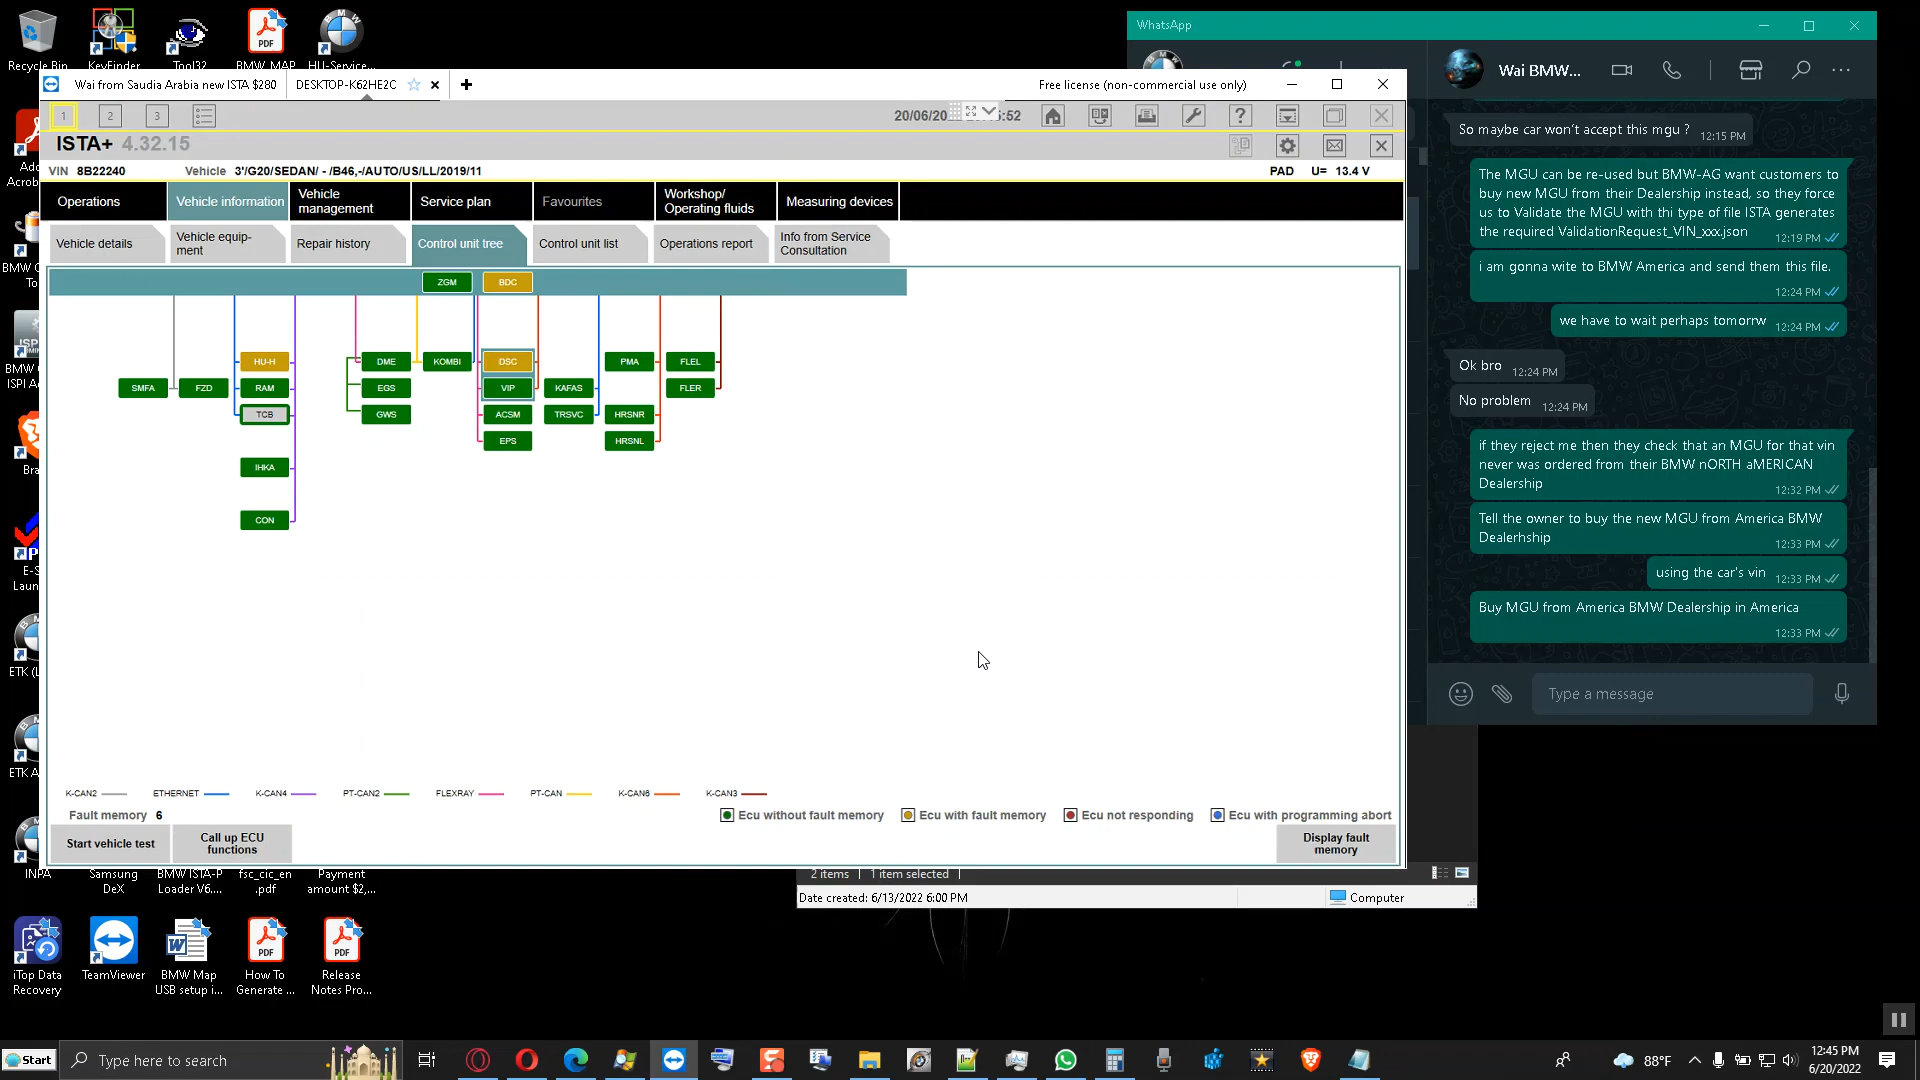 Recycle Bin
KeyFinder
Tool32
BMW MAP
HU-Service...
Wai from Saudia Arabia new ISTA $280
DESKTOP-K62HE2C
Free license (non-commercial use only)
1
2
3
ISTA+ 4.32.15
VIN 8B22240
Vehicle 3'/G20/SEDAN/ - /B46,-/AUTO/US/LL/2019/11
PAD U= 13.4 V
Operations
Vehicle information
Vehicle
management
Service plan
Favourites
Workshop/
Operating fluids
Measuring devices
Vehicle details
Vehicle equip-
ment
Repair history
Control unit tree
Control unit list
Operations report
Info from Service
Consultation
ZGM
BDC
HU-H
DME
KOMBI
DSC
PMA
FLEL
SMFA
FZD
RAM
EGS
VIP
KAFAS
FLER
TCB
GWS
ACSM
TRSVC
HRSNR
EPS
HRSNL
IHKA
CON
K-CAN2
ETHERNET
K-CAN4
PT-CAN2
FLEXRAY
PT-CAN
K-CAN6
K-CAN3
Fault memory 6
Ecu without fault memory
Ecu with fault memory
Ecu not responding
Ecu with programming abort
Start vehicle test
Call up ECU
functions
Display fault
memory
2 items
1 item selected
Date created: 6/13/2022 6:00 PM
Computer
WhatsApp
Wai BMW...
So maybe car won't accept this mgu ?
12:15 PM
The MGU can be re-used but BMW-AG want customers to
buy new MGU from their Dealership instead, so they force
us to Validate the MGU with thi type of file ISTA generates
the required ValidationRequest_VIN_xxx.json
12:19 PM
i am gonna wite to BMW America and send them this file.
12:24 PM
we have to wait perhaps tomorrw
12:24 PM
Ok bro
12:24 PM
No problem
12:24 PM
if they reject me then they check that an MGU for that vin
never was ordered from their BMW nORTH aMERICAN
Dealership
12:32 PM
Tell the owner to buy the new MGU from America BMW
Dealerhship
12:33 PM
using the car's vin
12:33 PM
Buy MGU from America BMW Dealership in America
12:33 PM
Type a message
INPA
Samsung
DeX
BMW ISTA-P
Loader V6....
fsc_cic_en
.pdf
Payment
amount $2,...
iTop Data
Recovery
TeamViewer
BMW Map
USB setup i...
How To
Generate ...
Release
Notes Pro...
Start
Type here to search
88°F
12:45 PM
6/20/2022